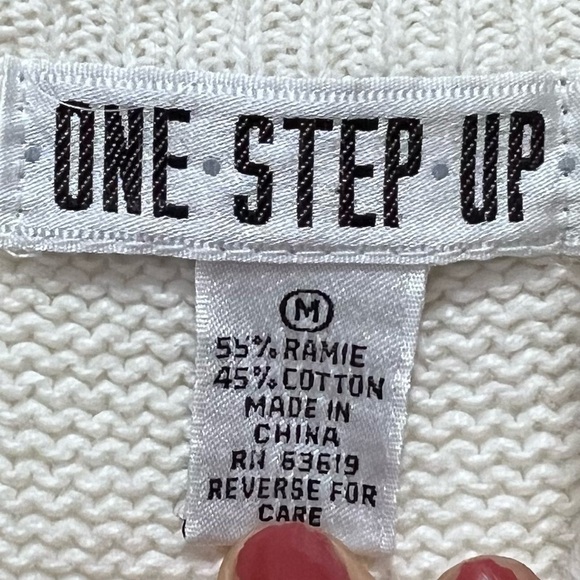 ONE · STEP · UP
M
55% RAMIE
45% COTTON
MADE IN
CHINA
RN 63619
REVERSE FOR
CARE